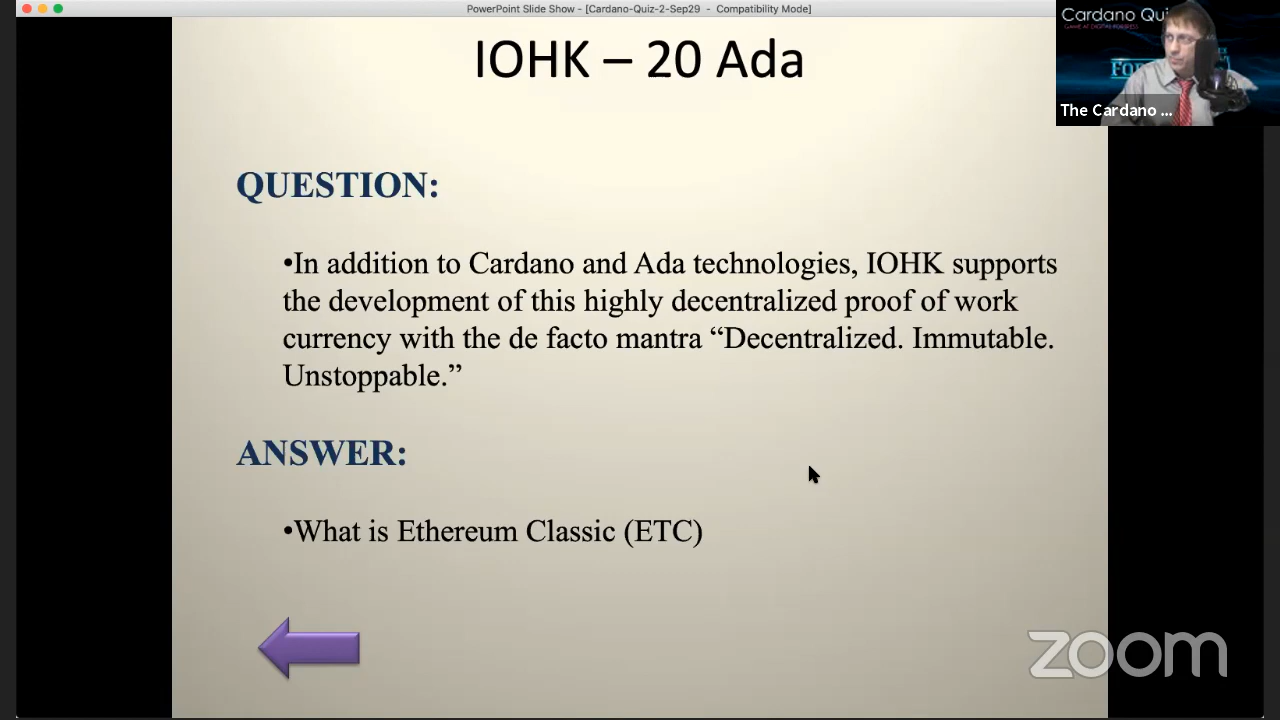 PowerPoint Slide Show - [Cardano-Quiz-2-Sep29 - Compatibility Mode]
IOHK – 20 Ada
Cardano Qui
The Cardano ...
QUESTION:
•In addition to Cardano and Ada technologies, IOHK supports
the development of this highly decentralized proof of work
currency with the de facto mantra “Decentralized. Immutable.
Unstoppable.”
ANSWER:
•What is Ethereum Classic (ETC)
zoom